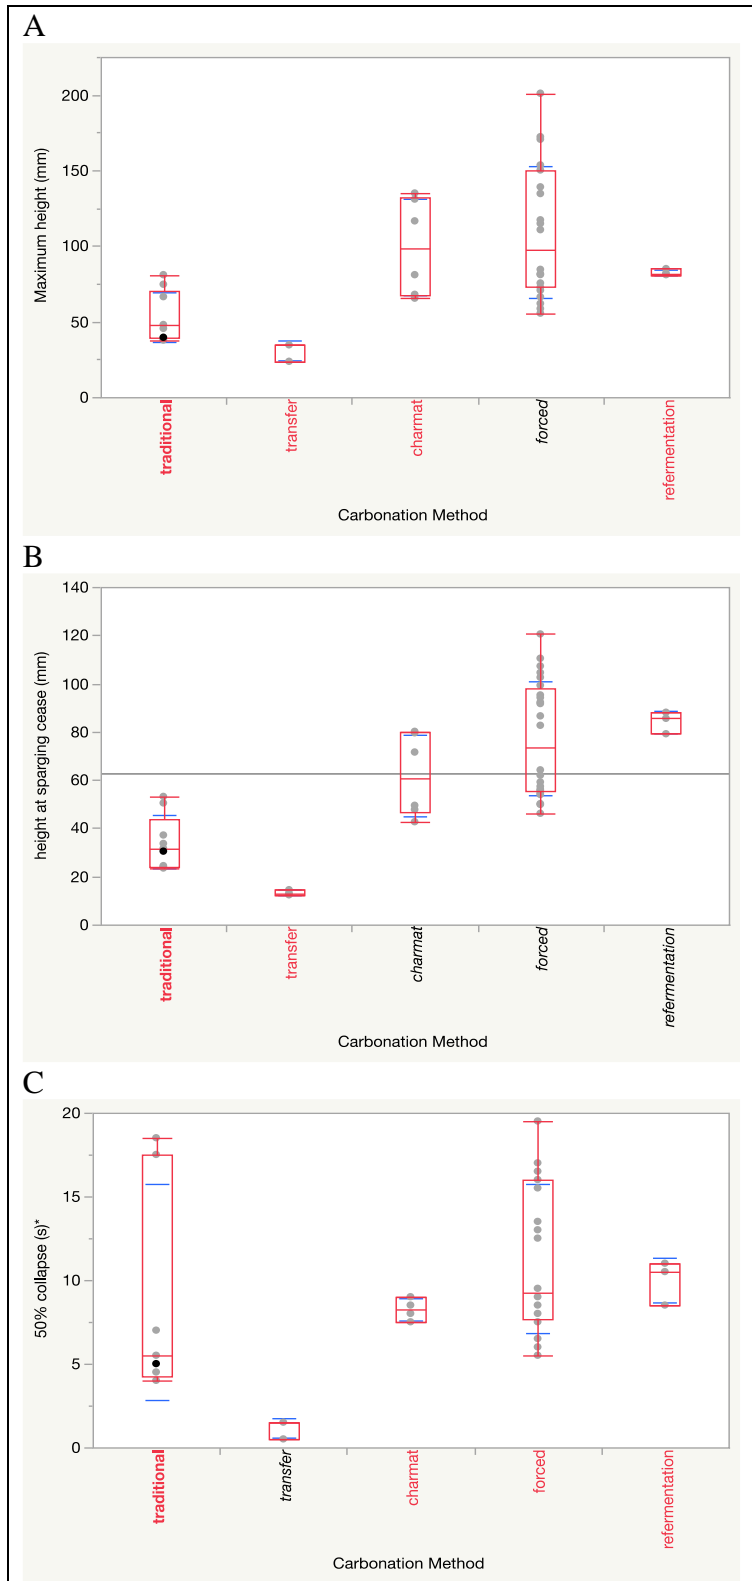 A
Maximum height (mm)
200
150
100
50
0
traditional
transfer
charmat
forced
refermentation
Carbonation Method
B
height at sparging cease (mm)
140
120
100
80
60
40
20
0
traditional
transfer
charmat
forced
refermentation
Carbonation Method
C
50% collapse (s)*
20
15
10
5
0
traditional
transfer
charmat
forced
refermentation
Carbonation Method